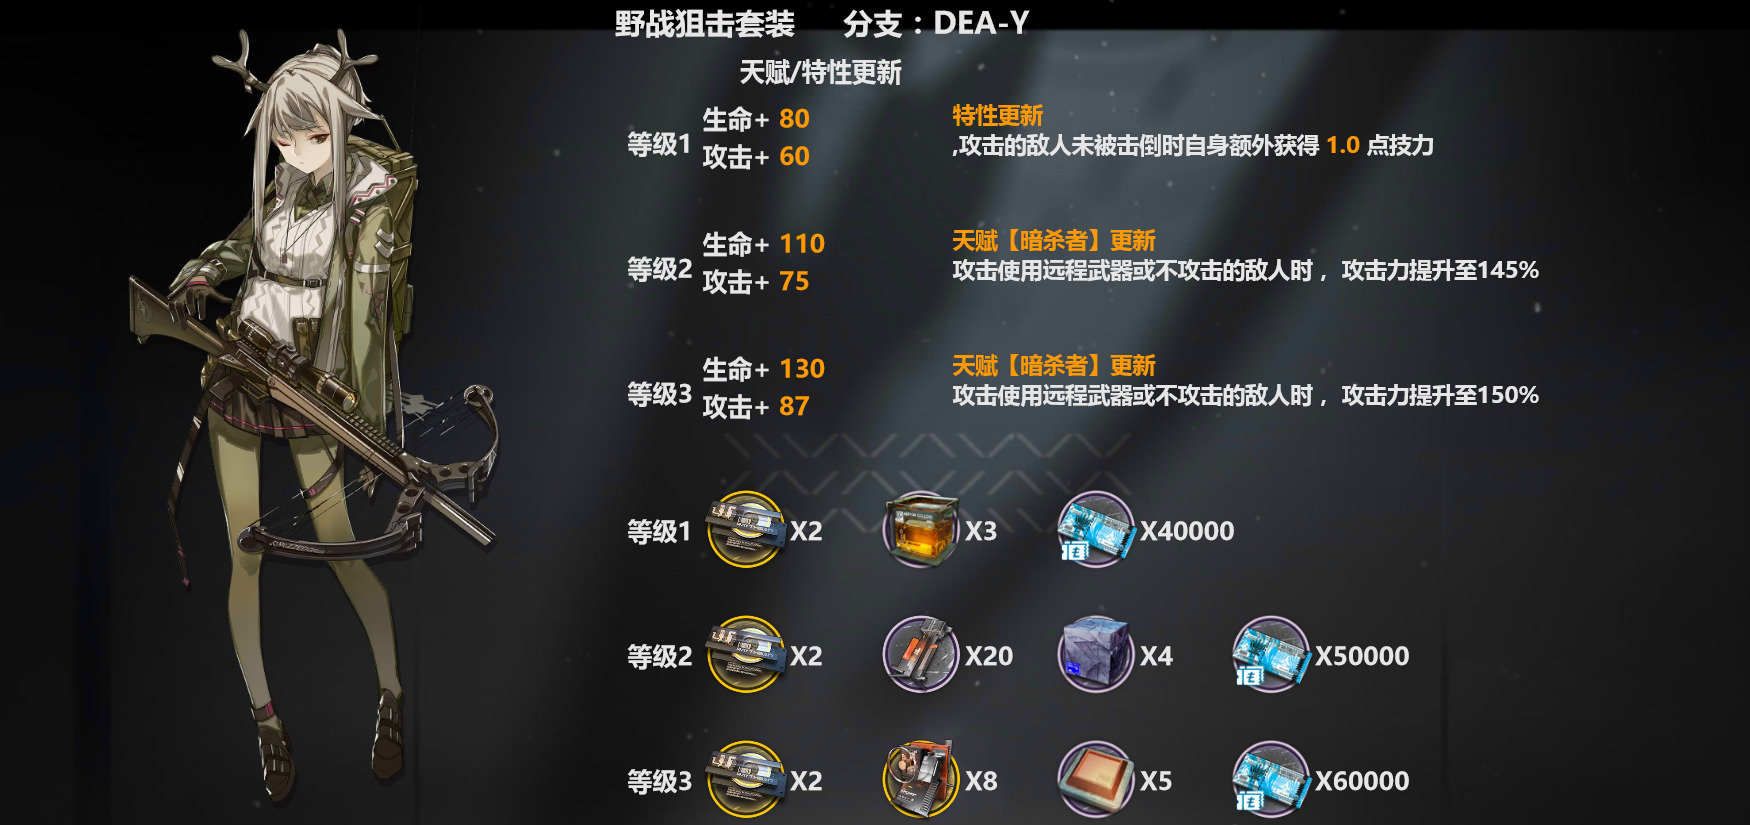 野战狙击套装 分支：DEA-Y
天赋/特性更新
等级1
生命+ 80
攻击+ 60
特性更新
,攻击的敌人未被击倒时自身额外获得 1.0 点技力
等级2
生命+ 110
攻击+ 75
天赋【暗杀者】更新
攻击使用远程武器或不攻击的敌人时，攻击力提升至145%
等级3
生命+ 130
攻击+ 87
天赋【暗杀者】更新
攻击使用远程武器或不攻击的敌人时，攻击力提升至150%
等级1 X2 X3 X40000
等级2 X2 X20 X4 X50000
等级3 X2 X8 X5 X60000